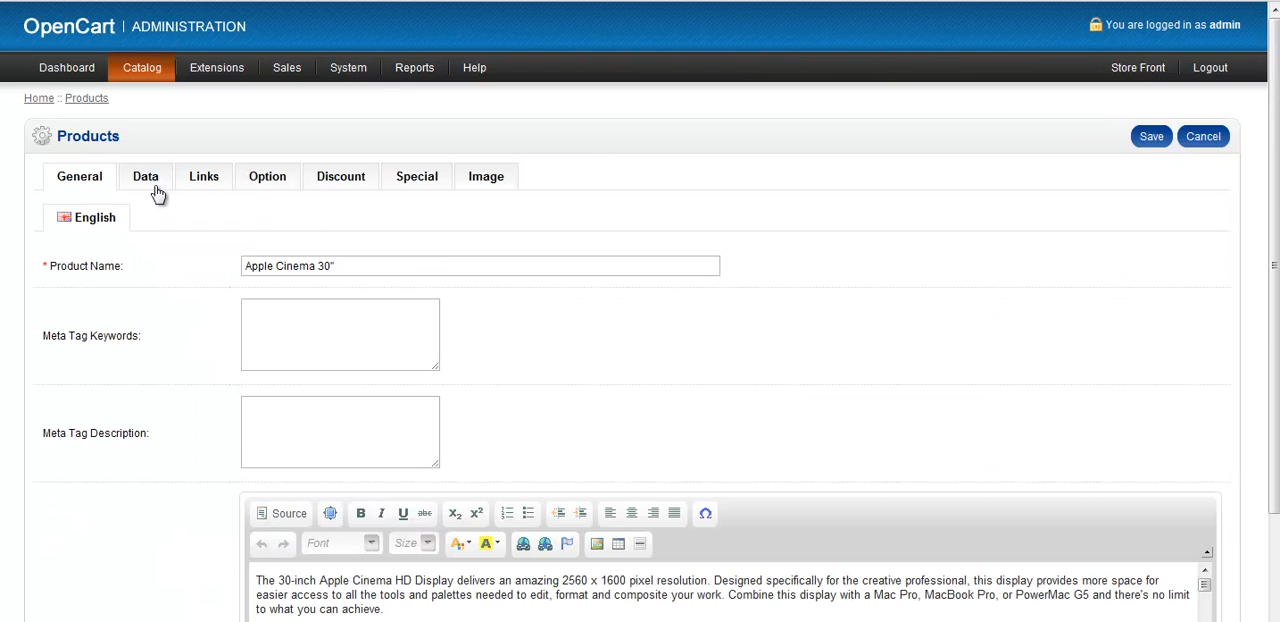 OpenCart | ADMINISTRATION
You are logged in as admin
Dashboard Catalog Extensions Sales System Reports Help Store Front Logout
Home :: Products
Products
Save Cancel
General Data Links Option Discount Special Image
English
* Product Name: Apple Cinema 30"
Meta Tag Keywords:
Meta Tag Description:
Source B I U abc X2 X2 Ω
Font Size A A
The 30-inch Apple Cinema HD Display delivers an amazing 2560 x 1600 pixel resolution. Designed specifically for the creative professional, this display provides more space for
easier access to all the tools and palettes needed to edit, format and composite your work. Combine this display with a Mac Pro, MacBook Pro, or PowerMac G5 and there's no limit
to what you can achieve.